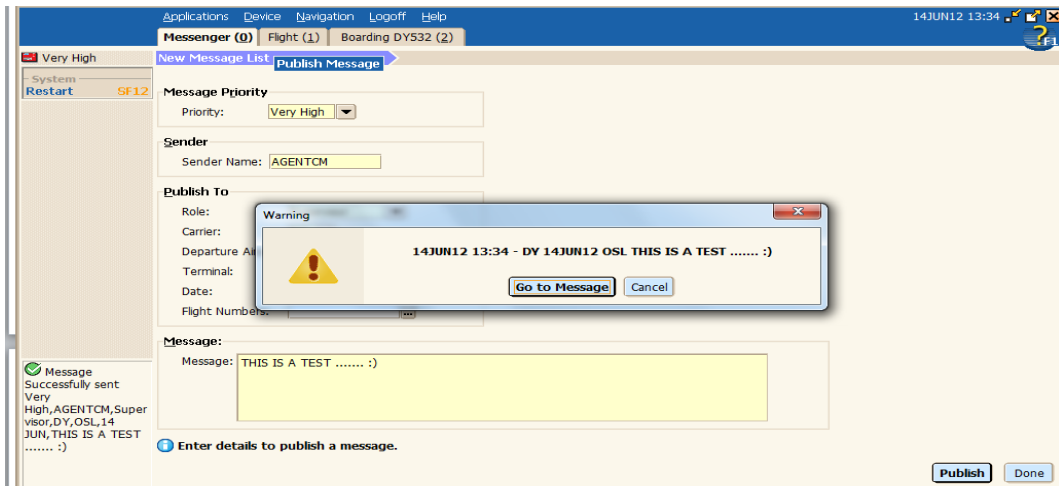 Applications Device Navigation Logoff Help
14JUN12 13:34
Messenger (0) Flight (1) Boarding DY532 (2)
?F1
Very High
New Message List Publish Message
System
Restart SF12
Message Priority
Priority: Very High
Sender
Sender Name: AGENTCM
Publish To
Role:
Carrier:
Departure Ai
Terminal:
Date:
Flight Numbers:
...
Warning
14JUN12 13:34 - DY 14JUN12 OSL THIS IS A TEST ....... :)
Go to Message Cancel
Message:
Message: THIS IS A TEST ....... :)
Message
Successfully sent
Very
High,AGENTCM,Super
visor,DY,OSL,14
JUN,THIS IS A TEST
....... :)
Enter details to publish a message.
Publish Done